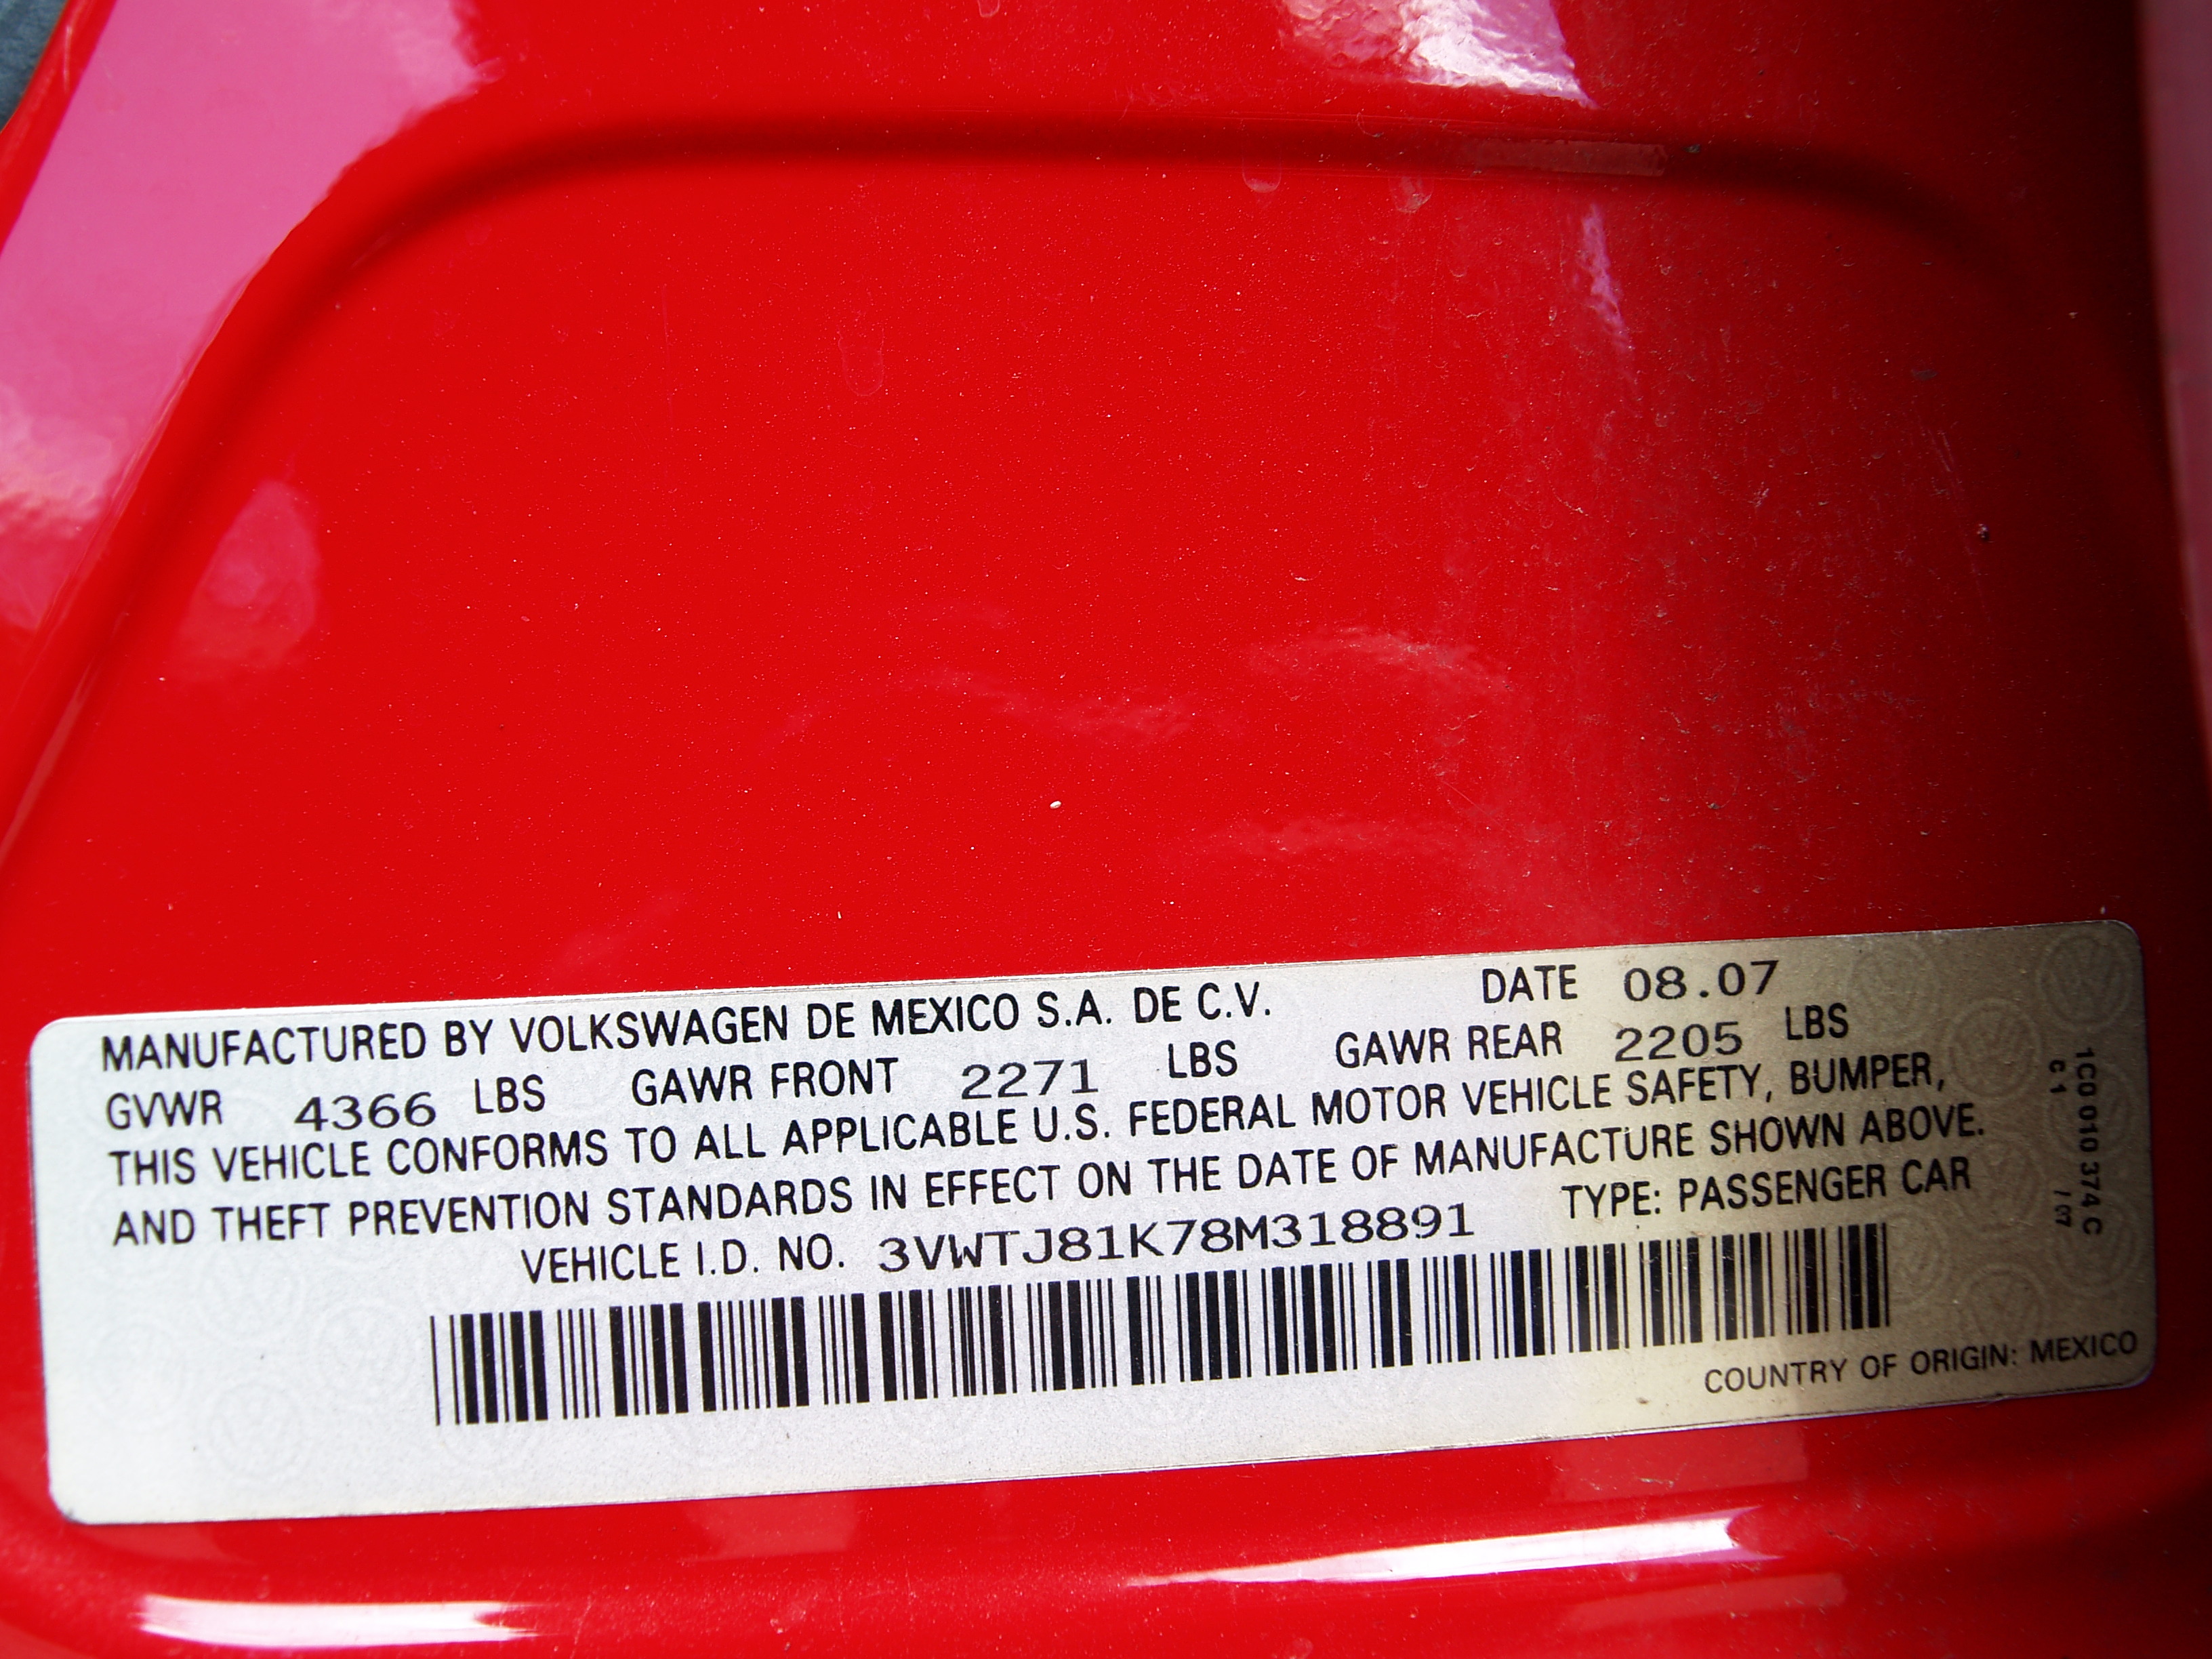 MANUFACTURED BY VOLKSWAGEN DE MEXICO S.A. DE C.V. DATE 08.07
GVWR 4366 LBS GAWR FRONT 2271 LBS GAWR REAR 2205 LBS
THIS VEHICLE CONFORMS TO ALL APPLICABLE U.S. FEDERAL MOTOR VEHICLE SAFETY, BUMPER,
AND THEFT PREVENTION STANDARDS IN EFFECT ON THE DATE OF MANUFACTURE SHOWN ABOVE.
VEHICLE I.D. NO. 3VWTJ81K78M318891 TYPE: PASSENGER CAR
COUNTRY OF ORIGIN: MEXICO
1C0 010 374 C
C 1 1 07